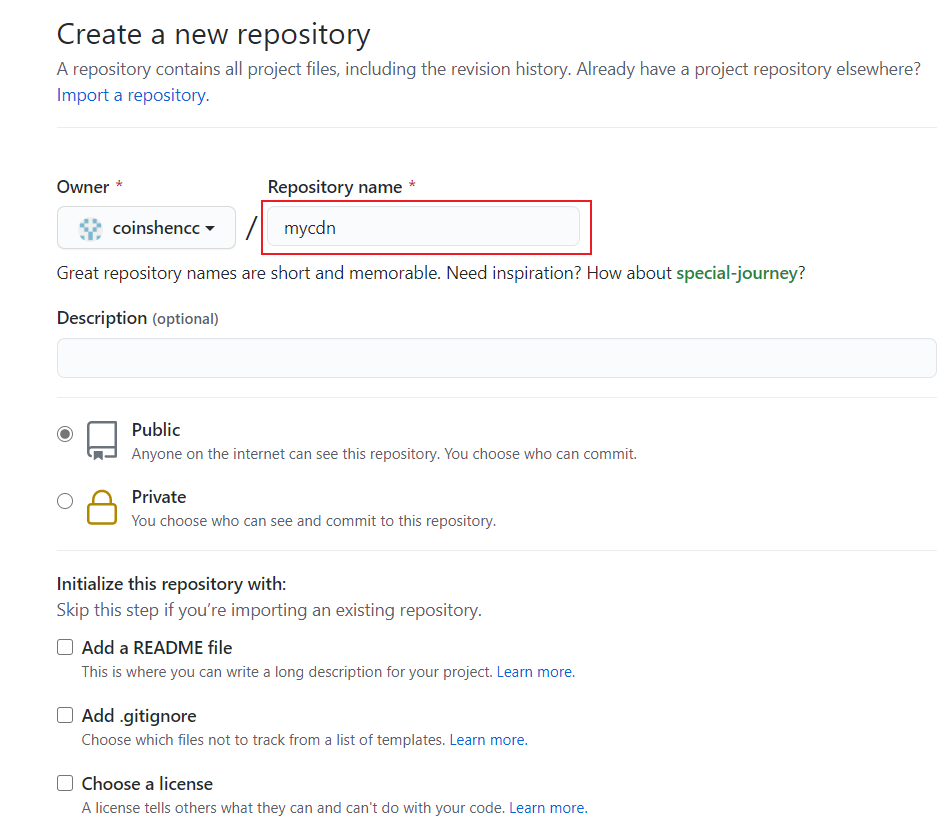 Create a new repository
A repository contains all project files, including the revision history. Already have a project repository elsewhere?
Import a repository.
Owner * Repository name *
coinshencc / mycdn
Great repository names are short and memorable. Need inspiration? How about special-journey?
Description (optional)
Public
Anyone on the internet can see this repository. You choose who can commit.
Private
You choose who can see and commit to this repository.
Initialize this repository with:
Skip this step if you’re importing an existing repository.
Add a README file
This is where you can write a long description for your project. Learn more.
Add .gitignore
Choose which files not to track from a list of templates. Learn more.
Choose a license
A license tells others what they can and can't do with your code. Learn more.